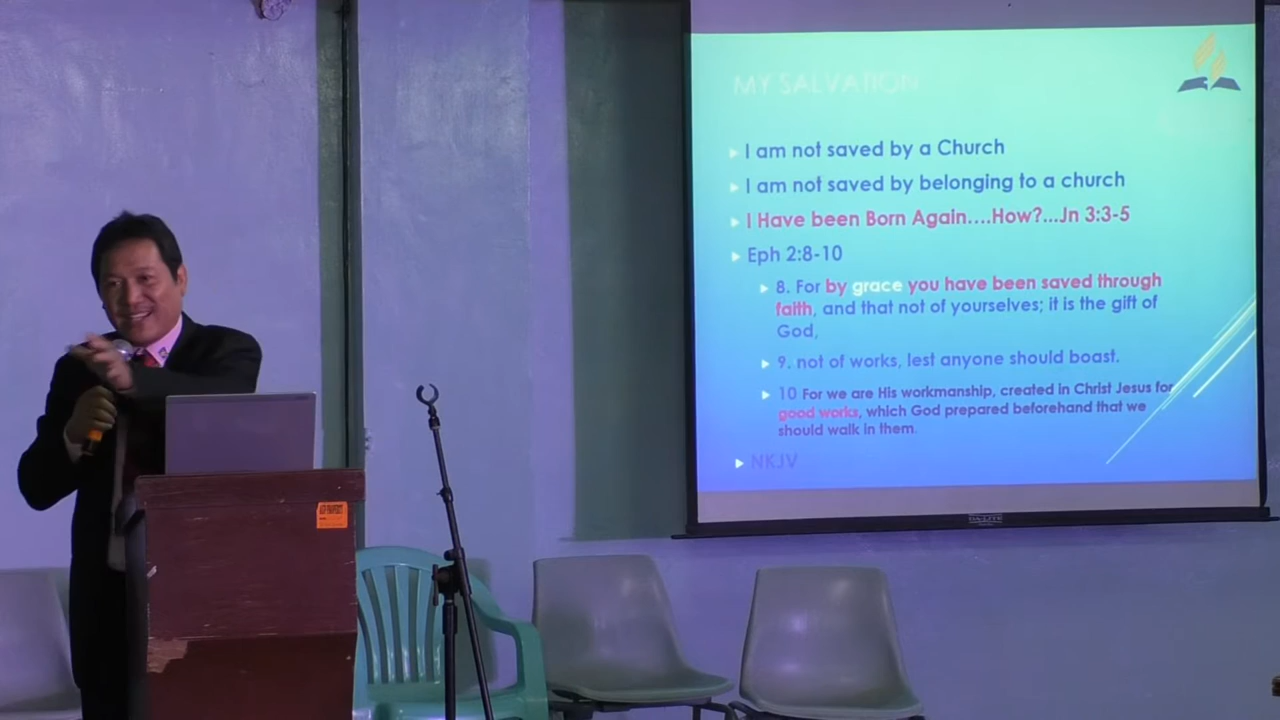 MY SALVATION
I am not saved by a Church
I am not saved by belonging to a church
I Have been Born Again....How?...Jn 3:3-5
Eph 2:8-10
8. For by grace you have been saved through
faith, and that not of yourselves; it is the gift of
God,
9. not of works, lest anyone should boast.
10 For we are His workmanship, created in Christ Jesus for
good works, which God prepared beforehand that we
should walk in them.
NKJV
DA-LITE